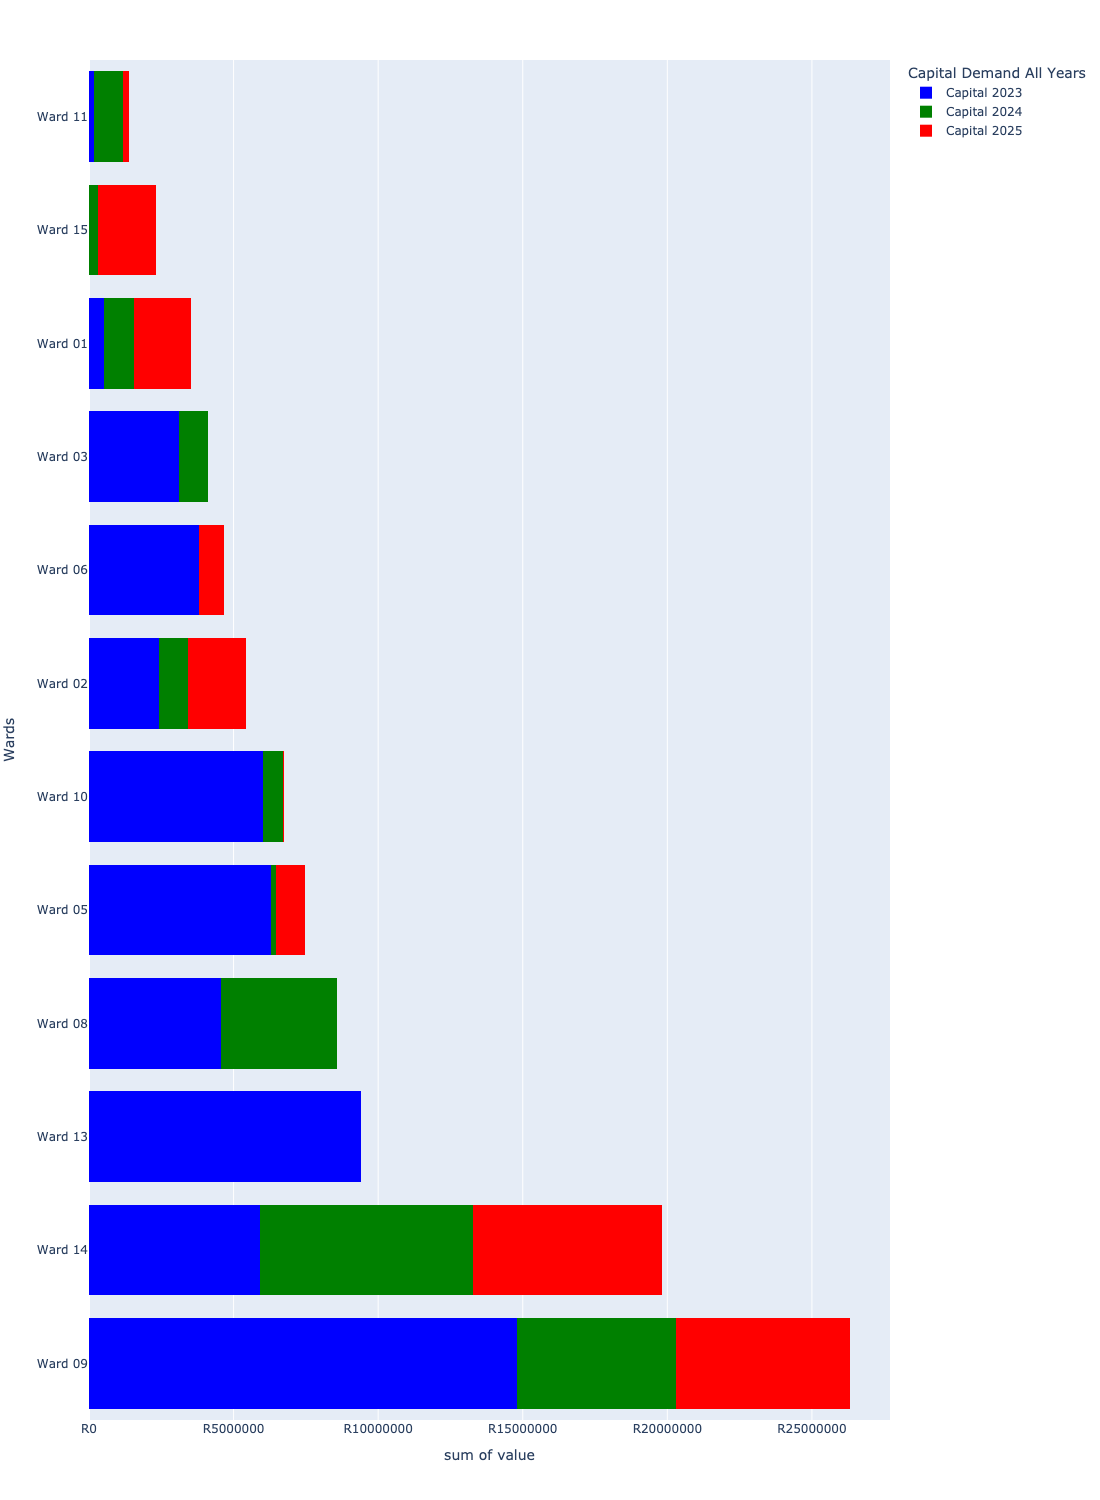 Capital Demand All Years
Capital 2023
Capital 2024
Capital 2025
Ward 11
Ward 15
Ward 01
Ward 03
Ward 06
Ward 02
Ward 10
Ward 05
Ward 08
Ward 13
Ward 14
Ward 09
Wards
R0 R5000000 R10000000 R15000000 R20000000 R25000000
sum of value